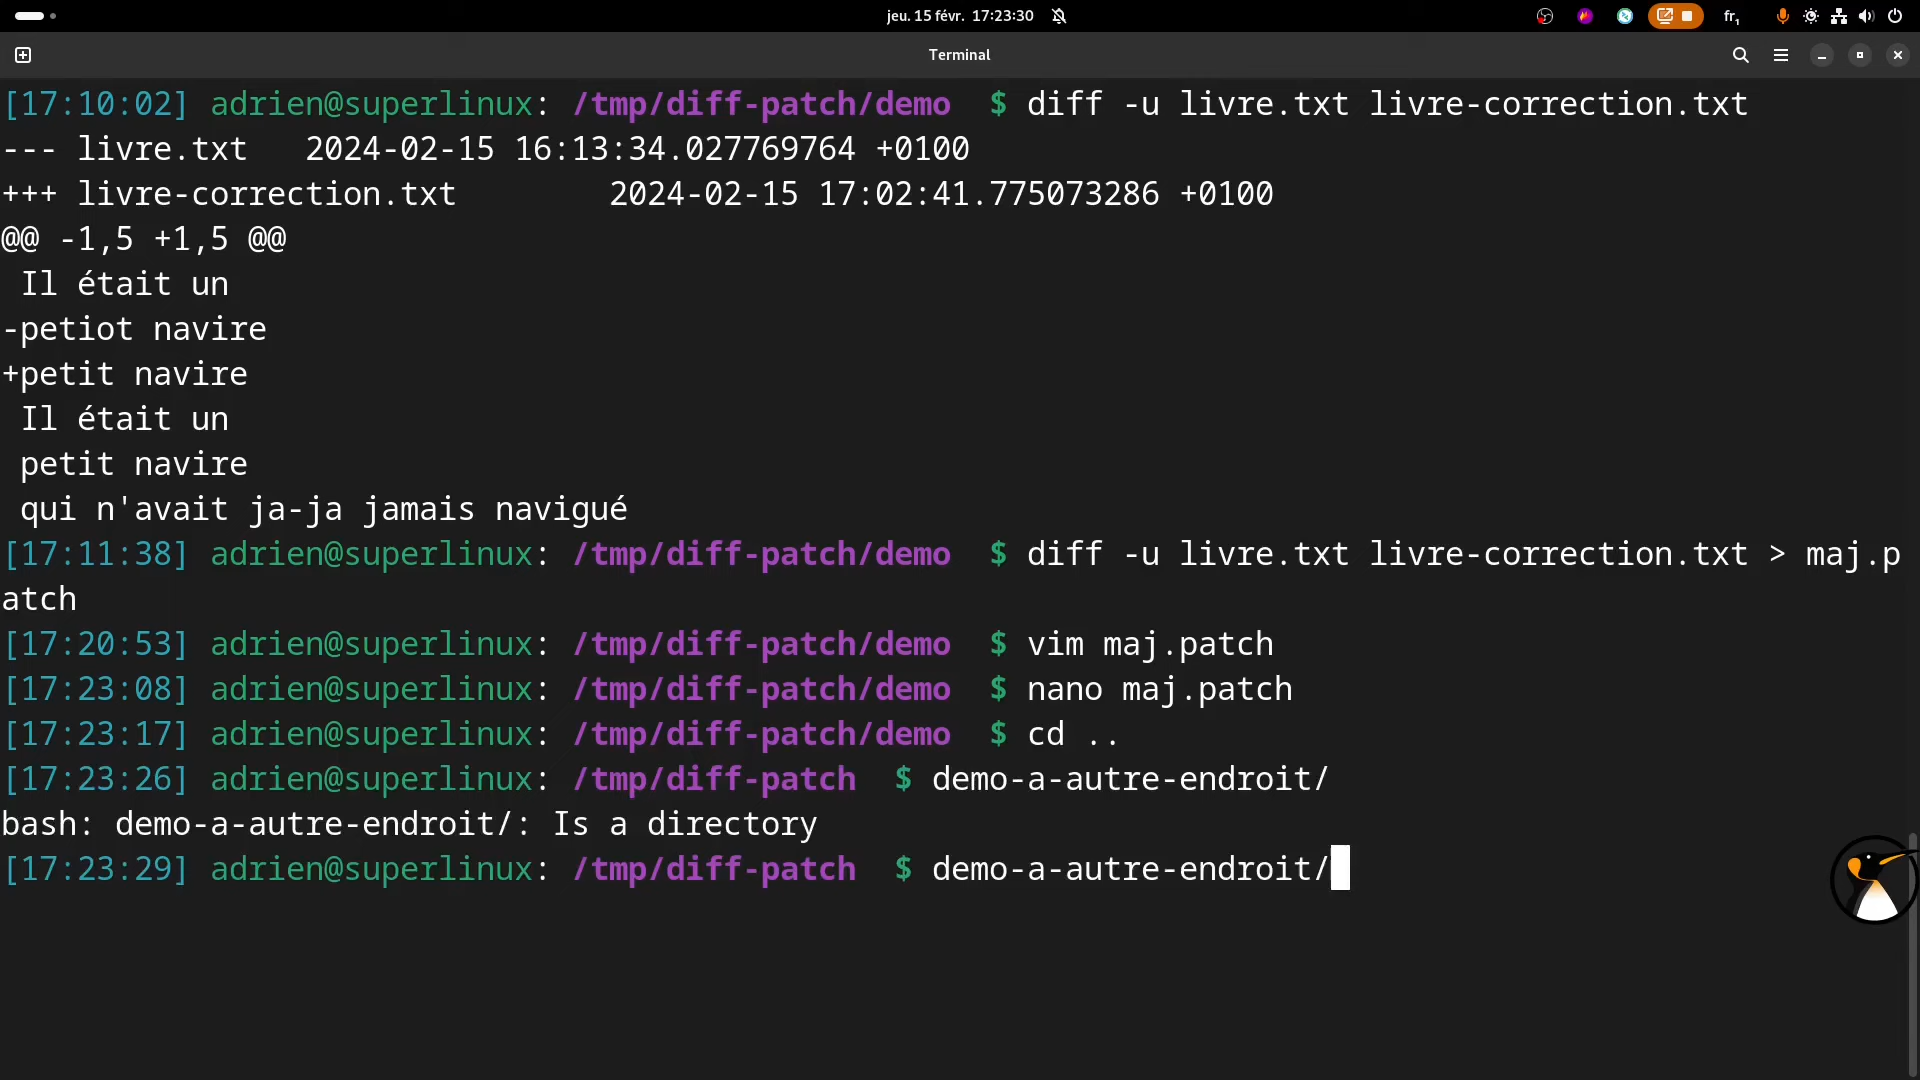 jeu. 15 févr. 17:23:30
fr₁
Terminal
[17:10:02] adrien@superlinux: /tmp/diff-patch/demo $ diff -u livre.txt livre-correction.txt
--- livre.txt 2024-02-15 16:13:34.027769764 +0100
+++ livre-correction.txt 2024-02-15 17:02:41.775073286 +0100
@@ -1,5 +1,5 @@
 Il était un
-petiot navire
+petit navire
 Il était un
 petit navire
 qui n'avait ja-ja jamais navigué
[17:11:38] adrien@superlinux: /tmp/diff-patch/demo $ diff -u livre.txt livre-correction.txt > maj.p
atch
[17:20:53] adrien@superlinux: /tmp/diff-patch/demo $ vim maj.patch
[17:23:08] adrien@superlinux: /tmp/diff-patch/demo $ nano maj.patch
[17:23:17] adrien@superlinux: /tmp/diff-patch/demo $ cd ..
[17:23:26] adrien@superlinux: /tmp/diff-patch $ demo-a-autre-endroit/
bash: demo-a-autre-endroit/: Is a directory
[17:23:29] adrien@superlinux: /tmp/diff-patch $ demo-a-autre-endroit/